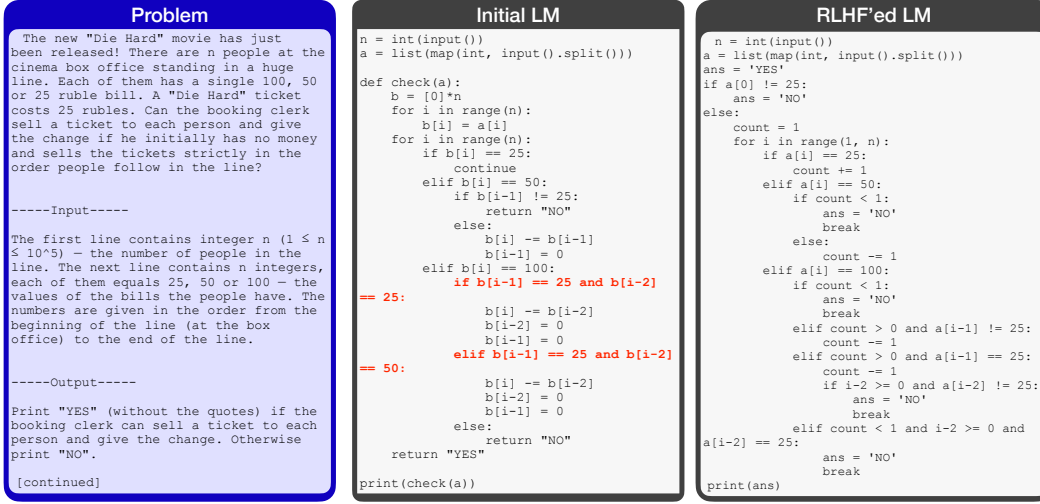 Problem
The new "Die Hard" movie has just
been released! There are n people at the
cinema box office standing in a huge
line. Each of them has a single 100, 50
or 25 ruble bill. A "Die Hard" ticket
costs 25 rubles. Can the booking clerk
sell a ticket to each person and give
the change if he initially has no money
and sells the tickets strictly in the
order people follow in the line?
-----Input-----
The first line contains integer n (1 ≤ n
≤ 10^5) — the number of people in the
line. The next line contains n integers,
each of them equals 25, 50 or 100 — the
values of the bills the people have. The
numbers are given in the order from the
beginning of the line (at the box
office) to the end of the line.
-----Output-----
Print "YES" (without the quotes) if the
booking clerk can sell a ticket to each
person and give the change. Otherwise
print "NO".
[continued]
Initial LM
n = int(input())
a = list(map(int, input().split()))
def check(a):
    b = [0]*n
    for i in range(n):
        b[i] = a[i]
    for i in range(n):
        if b[i] == 25:
            continue
        elif b[i] == 50:
            if b[i-1] != 25:
                return "NO"
            else:
                b[i] -= b[i-1]
                b[i-1] = 0
        elif b[i] == 100:
            if b[i-1] == 25 and b[i-2]
== 25:
                b[i] -= b[i-2]
                b[i-2] = 0
                b[i-1] = 0
            elif b[i-1] == 25 and b[i-2]
== 50:
                b[i] -= b[i-2]
                b[i-2] = 0
                b[i-1] = 0
            else:
                return "NO"
    return "YES"
print(check(a))
RLHF'ed LM
n = int(input())
a = list(map(int, input().split()))
ans = 'YES'
if a[0] != 25:
    ans = 'NO'
else:
    count = 1
    for i in range(1, n):
        if a[i] == 25:
            count += 1
        elif a[i] == 50:
            if count < 1:
                ans = 'NO'
                break
            else:
                count -= 1
        elif a[i] == 100:
            if count < 1:
                ans = 'NO'
                break
            elif count > 0 and a[i-1] != 25:
                count -= 1
            elif count > 0 and a[i-1] == 25:
                count -= 1
                if i-2 >= 0 and a[i-2] != 25:
                    ans = 'NO'
                    break
            elif count < 1 and i-2 >= 0 and
a[i-2] == 25:
                ans = 'NO'
                break
print(ans)